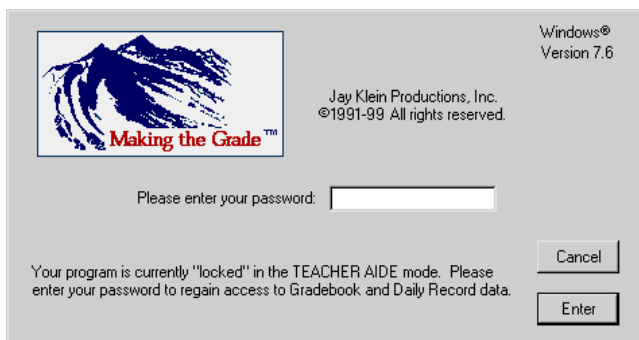 Windows®
Version 7.6
Making the Grade™
Jay Klein Productions, Inc.
©1991-99 All rights reserved.
Please enter your password:
Your program is currently "locked" in the TEACHER AIDE mode.  Please
enter your password to regain access to Gradebook and Daily Record data.
Cancel
Enter